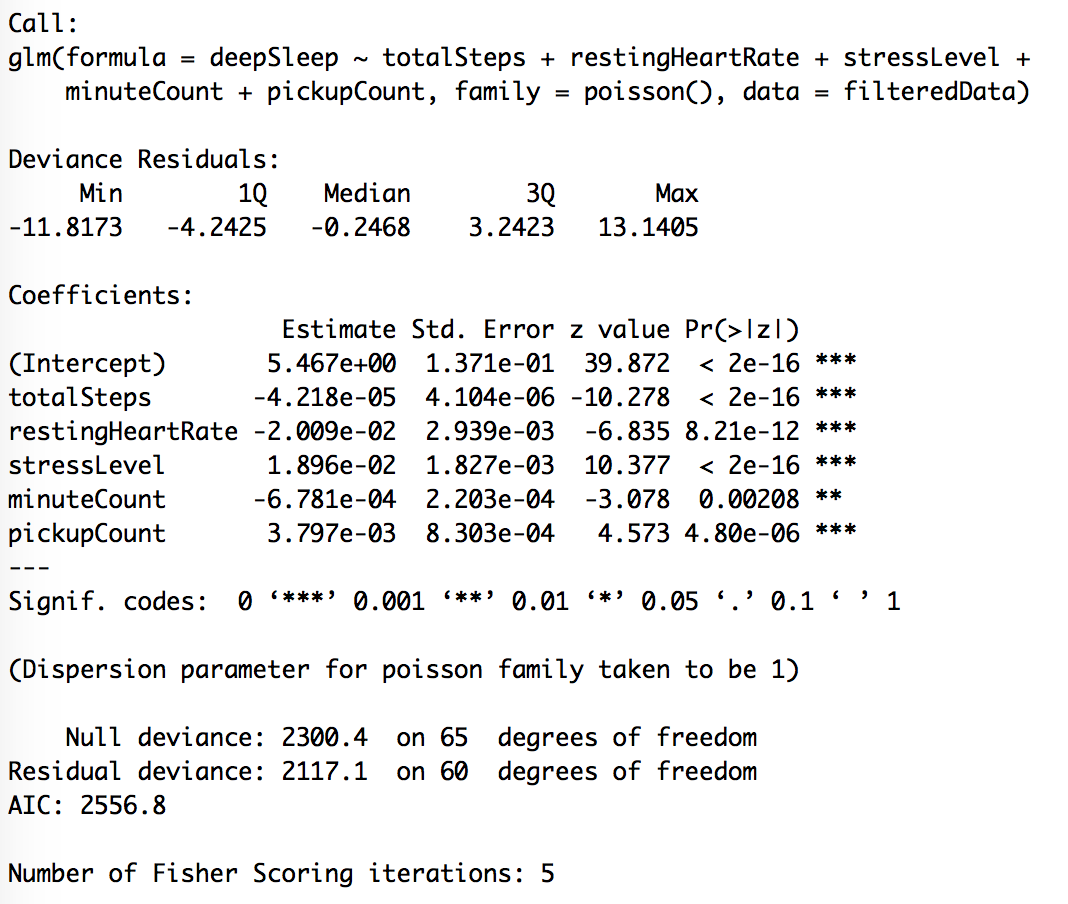 Call:
glm(formula = deepSleep ~ totalSteps + restingHeartRate + stressLevel +
    minuteCount + pickupCount, family = poisson(), data = filteredData)

Deviance Residuals:
     Min        1Q    Median        3Q       Max
-11.8173   -4.2425   -0.2468    3.2423   13.1405

Coefficients:
                   Estimate Std. Error z value Pr(>|z|)
(Intercept)       5.467e+00  1.371e-01  39.872  < 2e-16 ***
totalSteps       -4.218e-05  4.104e-06 -10.278  < 2e-16 ***
restingHeartRate -2.009e-02  2.939e-03  -6.835 8.21e-12 ***
stressLevel       1.896e-02  1.827e-03  10.377  < 2e-16 ***
minuteCount      -6.781e-04  2.203e-04  -3.078  0.00208 **
pickupCount       3.797e-03  8.303e-04   4.573 4.80e-06 ***
---
Signif. codes:  0 ‘***’ 0.001 ‘**’ 0.01 ‘*’ 0.05 ‘.’ 0.1 ‘ ’ 1

(Dispersion parameter for poisson family taken to be 1)

    Null deviance: 2300.4  on 65  degrees of freedom
Residual deviance: 2117.1  on 60  degrees of freedom
AIC: 2556.8

Number of Fisher Scoring iterations: 5